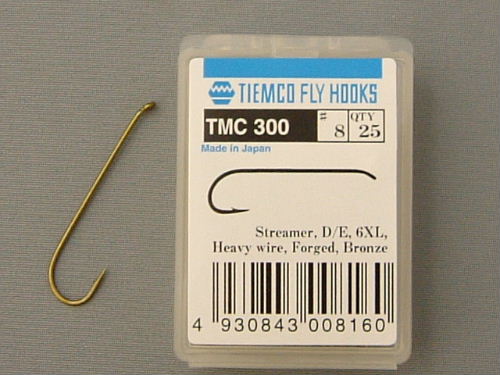 TIEMCO FLY HOOKS
TMC 300 # 8 QTY 25
Made in Japan
Streamer, D/E, 6XL,
Heavy wire, Forged, Bronze
4 930843 008160